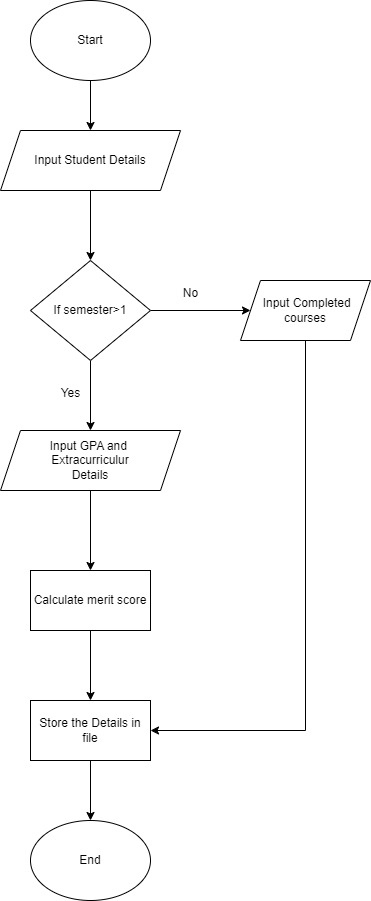 Start
Input Student Details
If semester>1
No
Input Completed
courses
Yes
Input GPA and
Extracurriculur
Details
Calculate merit score
Store the Details in
file
End